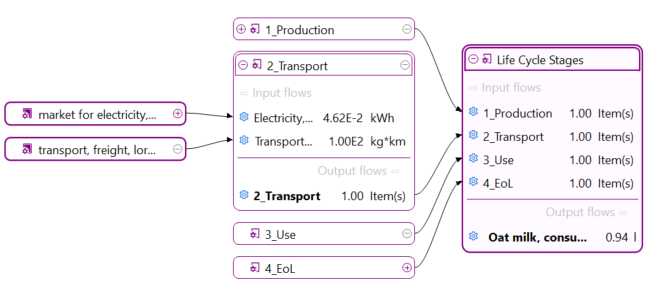 1_Production
2_Transport
Input flows
Electricity,... 4.62E-2 kWh
Transport... 1.00E2 kg*km
Output flows
2_Transport 1.00 Item(s)
market for electricity,...
transport, freight, lor...
3_Use
4_EoL
Life Cycle Stages
Input flows
1_Production 1.00 Item(s)
2_Transport 1.00 Item(s)
3_Use 1.00 Item(s)
4_EoL 1.00 Item(s)
Output flows
Oat milk, consu... 0.94 l